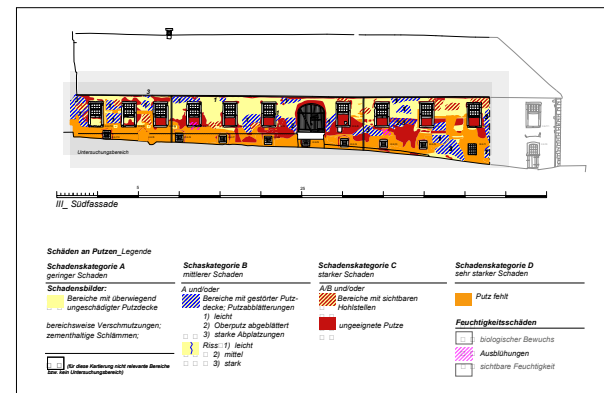 3
1
Untersuchungsbereich
5
25
III_ Südfassade
Schäden an Putzen_Legende
Schadenskategorie A
geringer Schaden
Schadensbilder:
Bereiche mit überwiegend
ungeschädigter Putzdecke
bereichsweise Verschmutzungen;
zementhaltige Schlämmen;
(für diese Kartierung nicht relevante Bereiche
bzw. kein Untersuchungsbereich)
Schaskategorie B
mittlerer Schaden
A und/oder
Bereiche mit gestörter Putz-
decke; Putzabblätterungen
1) leicht
2) Oberputz abgeblättert
3) starke Abplatzungen
Riss 1) leicht
2) mittel
3) stark
Schadenskategorie C
starker Schaden
A/B und/oder
Bereiche mit sichtbaren
Hohlstellen
ungeeignete Putze
Schadenskategorie D
sehr starker Schaden
Putz fehlt
Feuchtigkeitsschäden
biologischer Bewuchs
Ausblühungen
sichtbare Feuchtigkeit